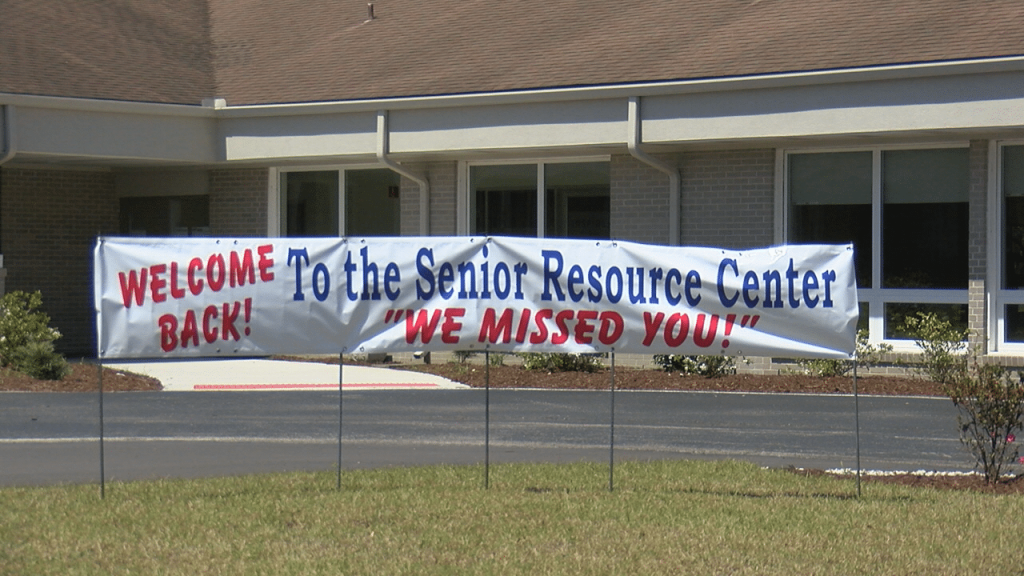 WELCOME
BACK!
To the Senior Resource Center
"WE MISSED YOU!"